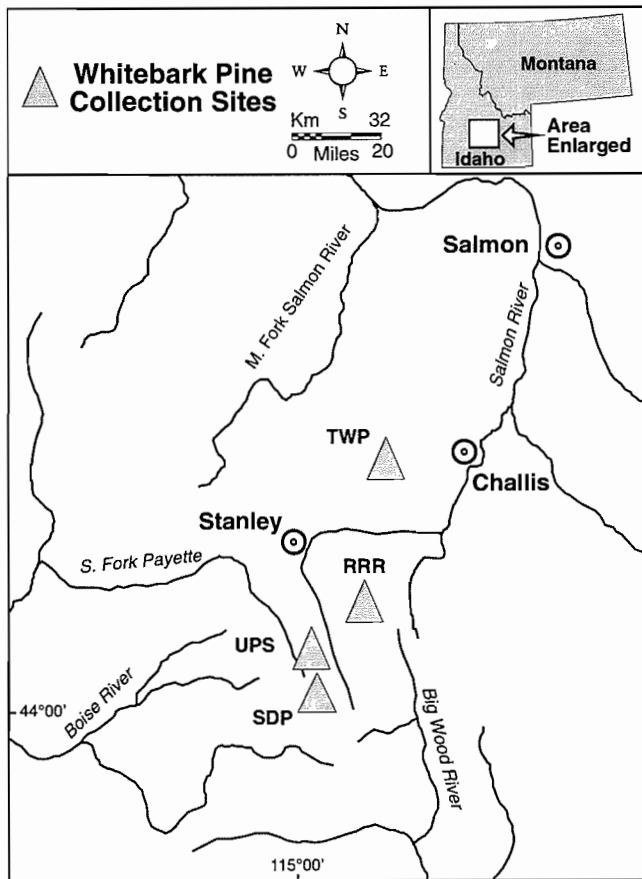 Whitebark Pine
Collection Sites
N
W
E
S
Km 32
0 Miles 20
Montana
Area
Enlarged
Idaho
Salmon
M. Fork Salmon River
Salmon River
TWP
Challis
Stanley
S. Fork Payette
RRR
UPS
SDP
Boise River
Big Wood River
44°00'
115°00'